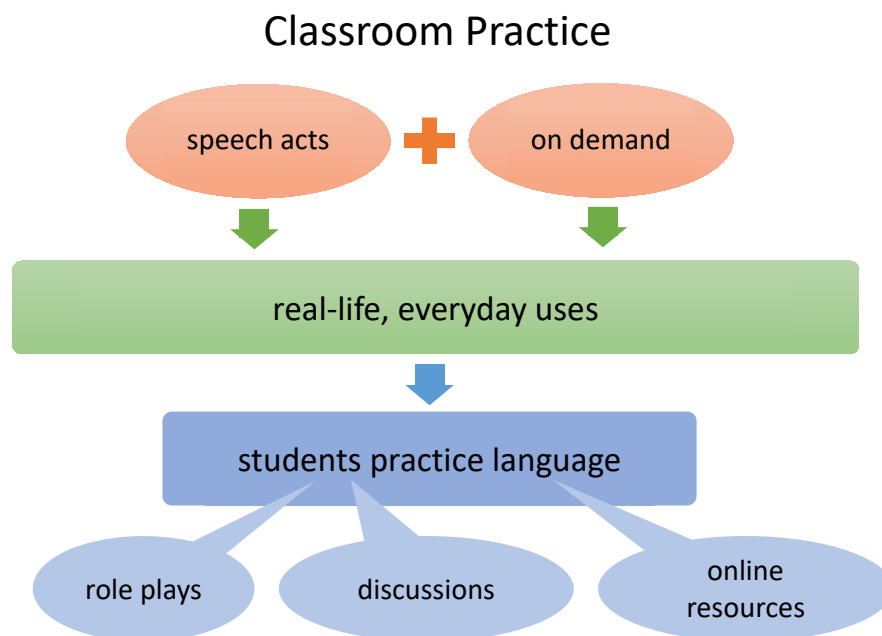 Classroom Practice
speech acts
on demand
real-life, everyday uses
students practice language
role plays
discussions
online
resources